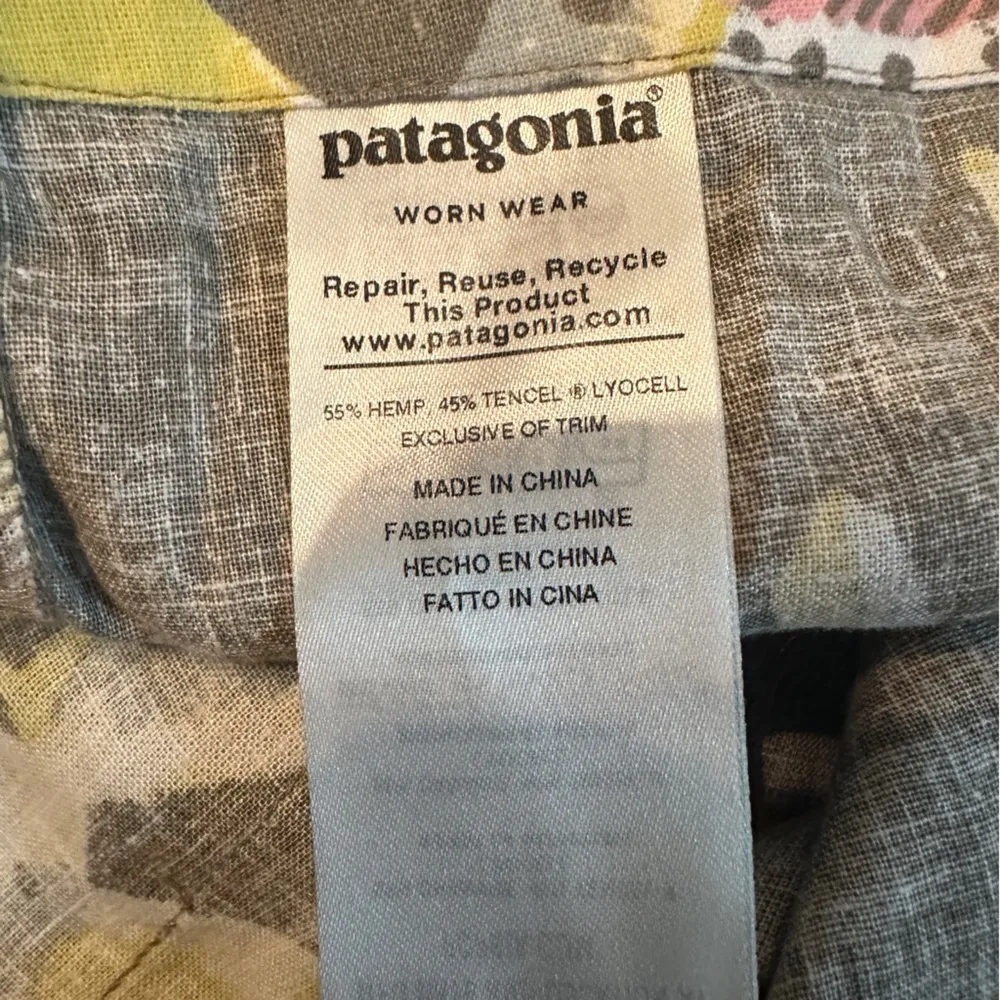 patagonia®
WORN WEAR
Repair, Reuse, Recycle
This Product
www.patagonia.com
55% HEMP, 45% TENCEL ® LYOCELL
EXCLUSIVE OF TRIM
MADE IN CHINA
FABRIQUÉ EN CHINE
HECHO EN CHINA
FATTO IN CINA